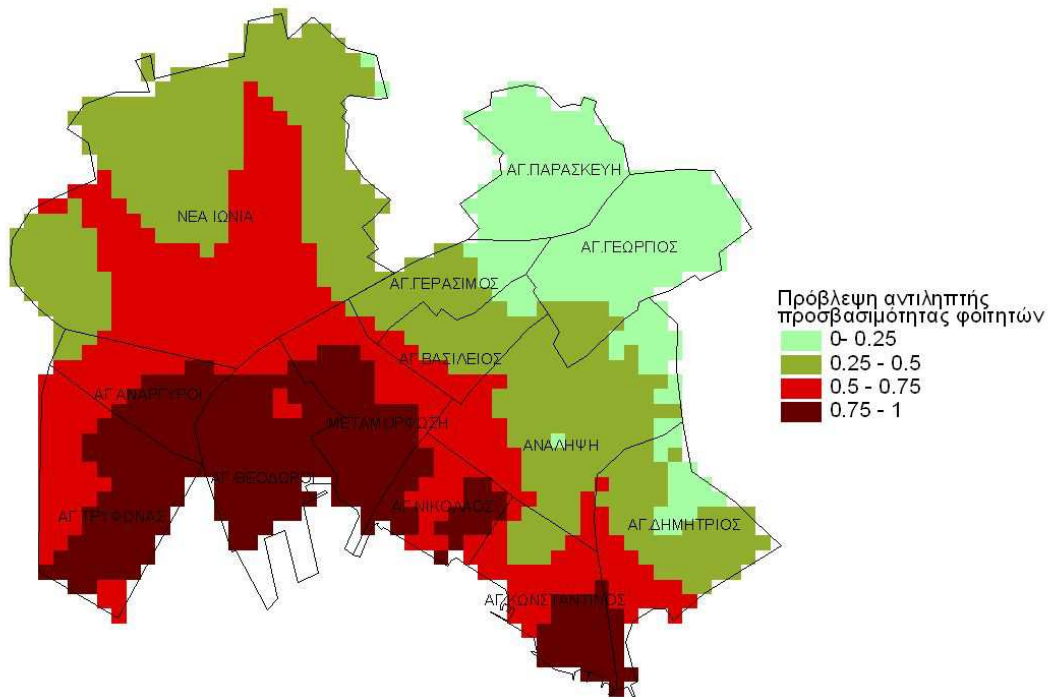 ΑΓ.ΠΑΡΑΣΚΕΥΗ
ΝΕΑ ΙΩΝΙΑ
ΑΓ.ΓΕΩΡΓΙΟΣ
ΑΓ.ΓΕΡΑΣΙΜΟΣ
ΑΓ.ΒΑΣΙΛΕΙΟΣ
ΑΓ.ΑΝΑΡΓΥΡΟΙ
ΜΕΤΑΜΟΡΦΩΣΗ
ΑΝΑΛΗΨΗ
ΑΓ.ΘΕΟΔΩΡΟΙ
ΑΓ.ΝΙΚΟΛΑΟΣ
ΑΓ.ΤΡΥΦΩΝΑΣ
ΑΓ.ΔΗΜΗΤΡΙΟΣ
ΑΓ.ΚΩΝΣΤΑΝΤΙΝΟΣ
Πρόβλεψη αντιληπτής
προσβασιμότητας φοιτητών
0- 0.25
0.25 - 0.5
0.5 - 0.75
0.75 - 1